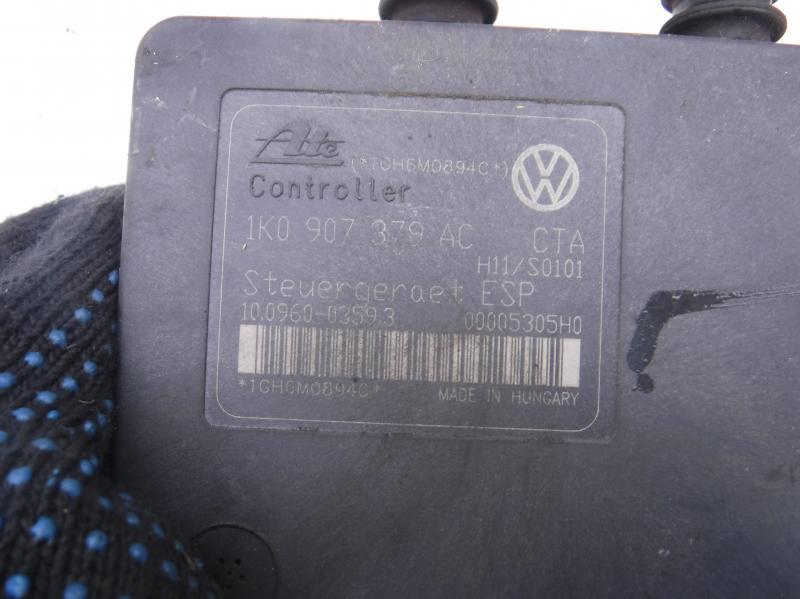 Ate (*1GH6M0894C*)
Controller
1K0 907 379 AC CTA
H11/S0101
Steuergeraet ESP
10.0960-0359.3 00005305H0
*1GH6M0894C*
MADE IN HUNGARY